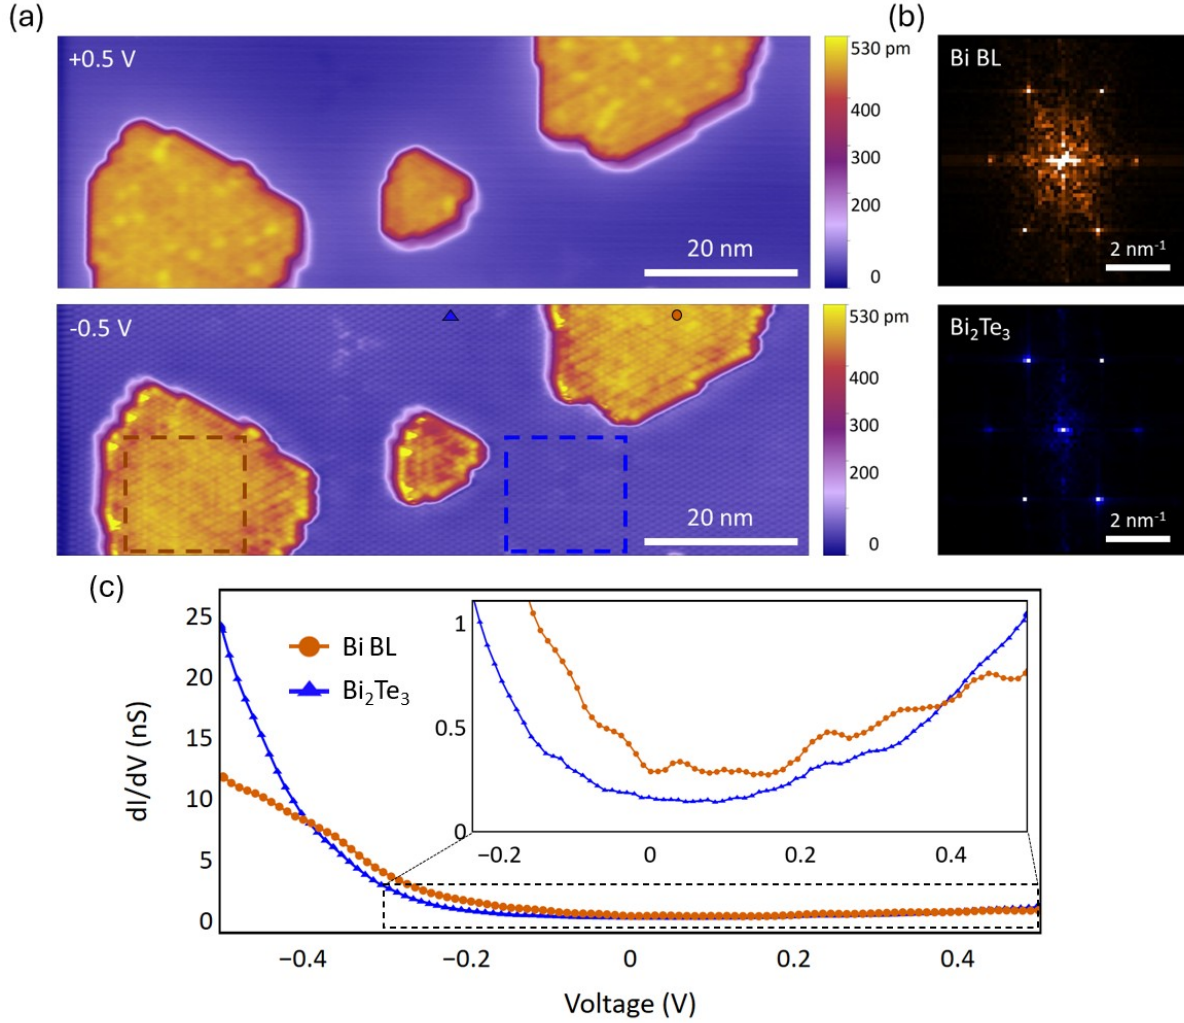 (a)
(b)
+0.5 V
530 pm
400
300
200
0
20 nm
Bi BL
2 nm⁻¹
-0.5 V
530 pm
400
300
200
0
20 nm
Bi₂Te₃
2 nm⁻¹
(c)
25
20
15
10
5
0
dI/dV (nS)
Bi BL
Bi₂Te₃
1
0.5
0
−0.2
0
0.2
0.4
−0.4
−0.2
0
0.2
0.4
Voltage (V)